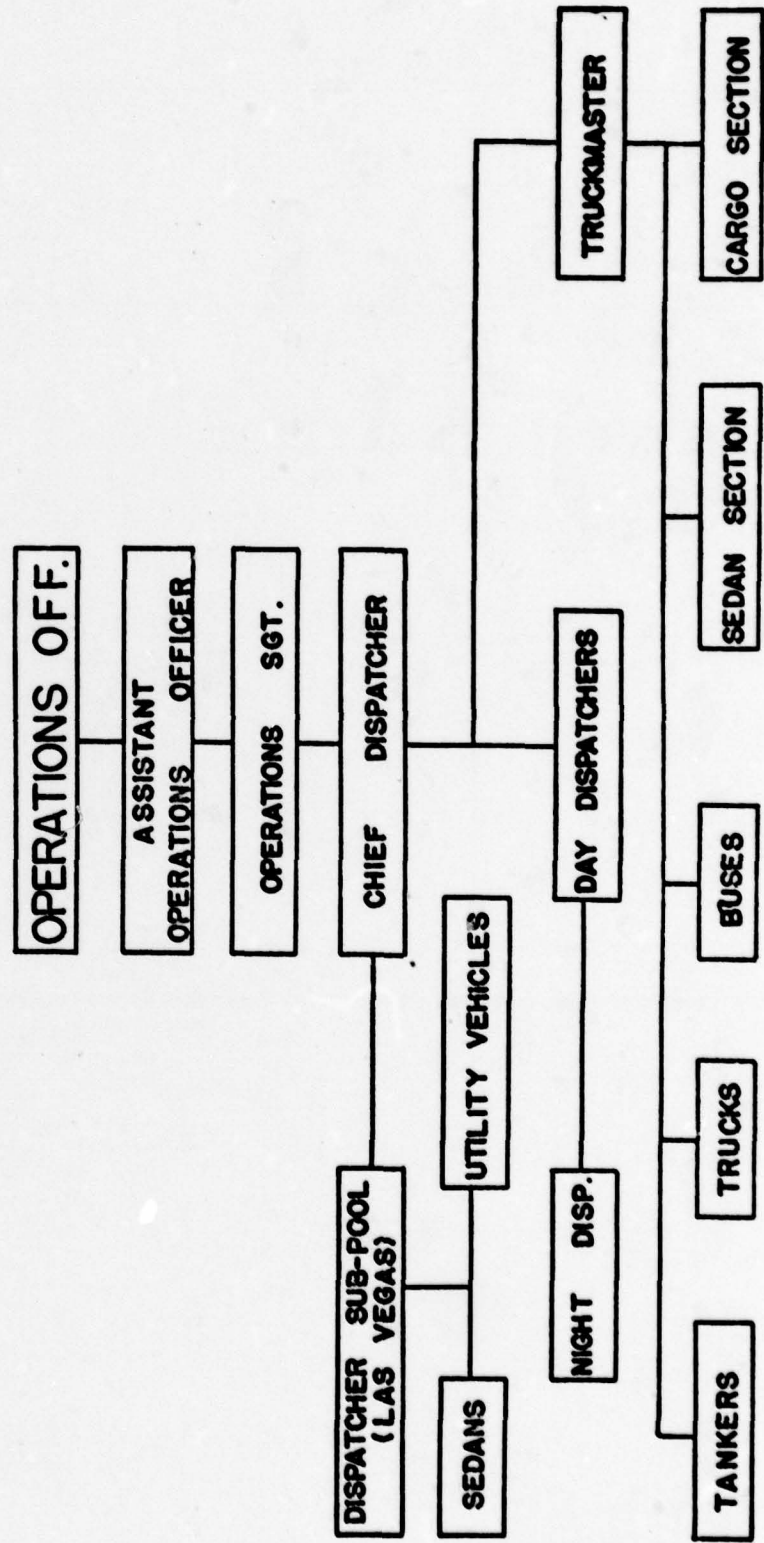 OPERATIONS OFF.
ASSISTANT
OPERATIONS OFFICER
OPERATIONS SGT.
CHIEF DISPATCHER
DISPATCHER SUB-POOL
(LAS VEGAS)
SEDANS
UTILITY VEHICLES
NIGHT DISP.
DAY DISPATCHERS
TRUCKMASTER
TANKERS
TRUCKS
BUSES
SEDAN SECTION
CARGO SECTION